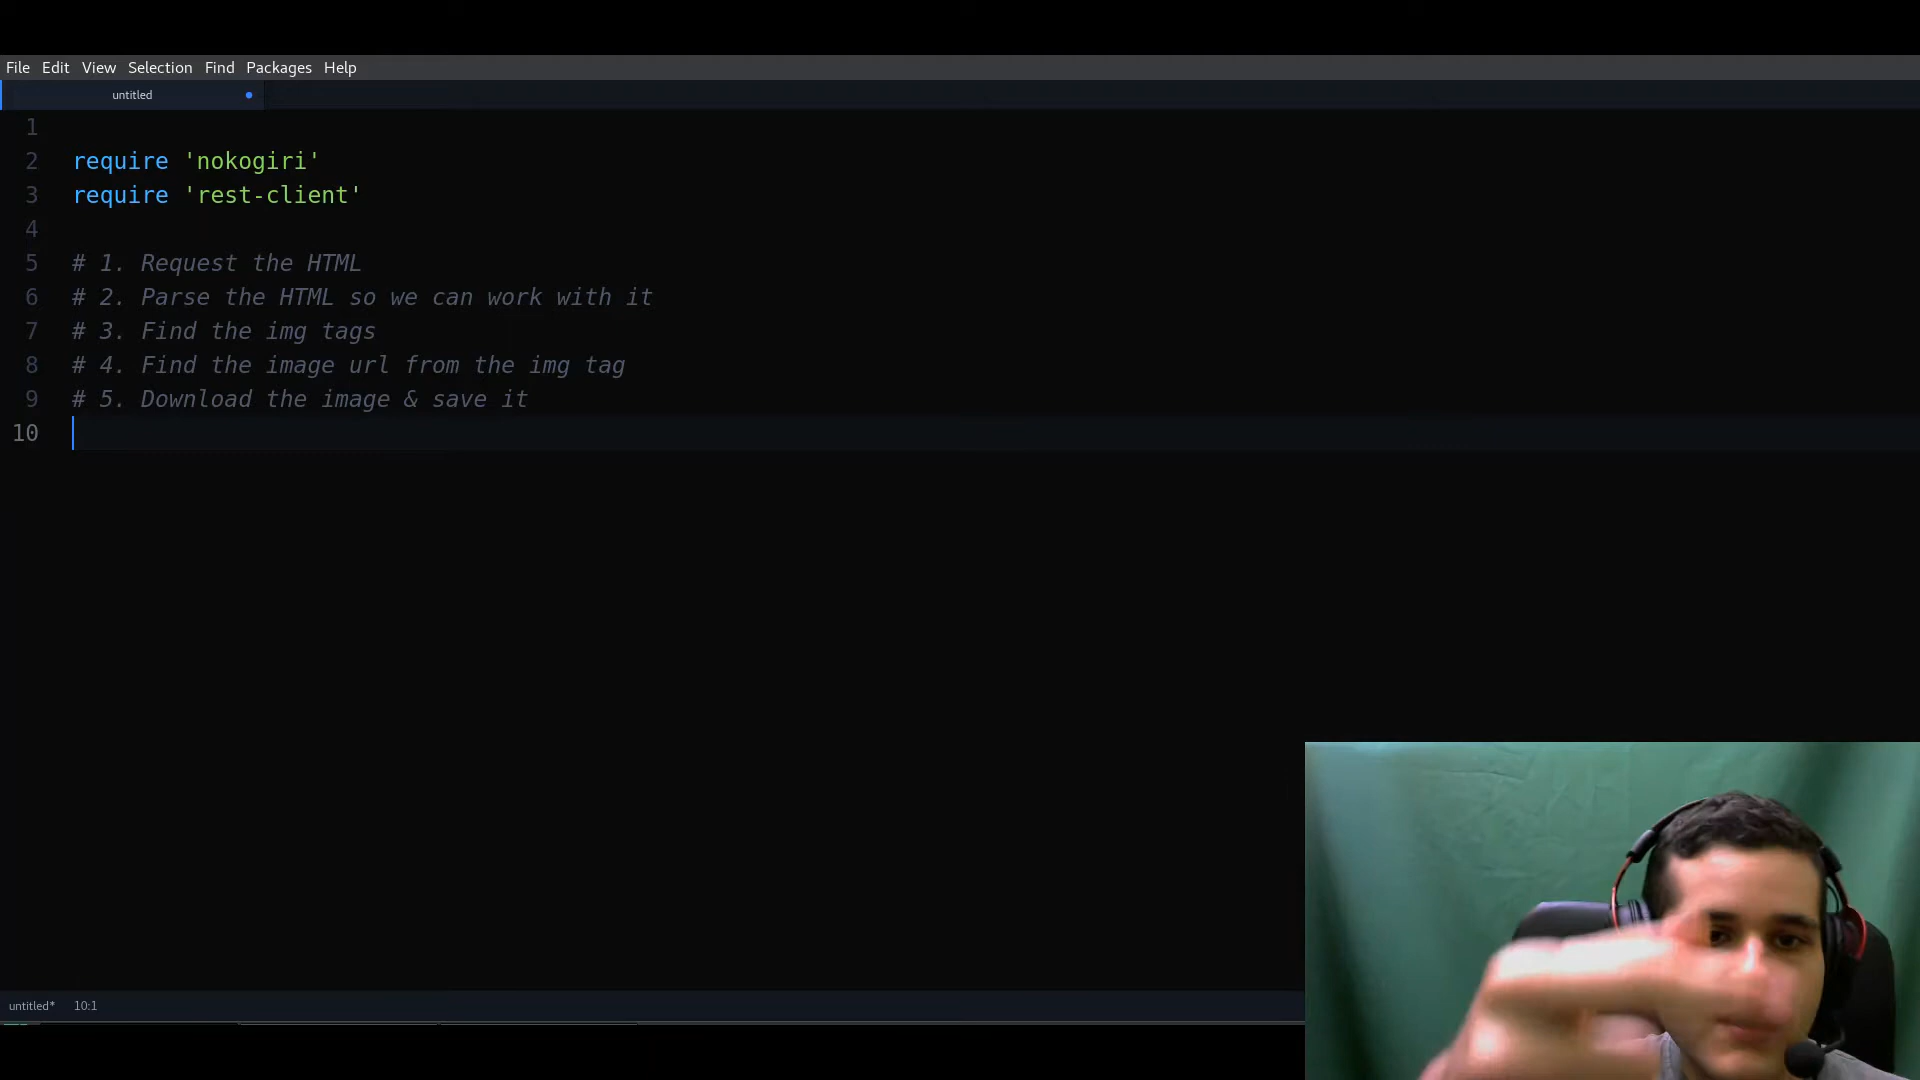 File Edit View Selection Find Packages Help
untitled
1
2 require 'nokogiri'
3 require 'rest-client'
4
5 # 1. Request the HTML
6 # 2. Parse the HTML so we can work with it
7 # 3. Find the img tags
8 # 4. Find the image url from the img tag
9 # 5. Download the image & save it
10
untitled* 10:1